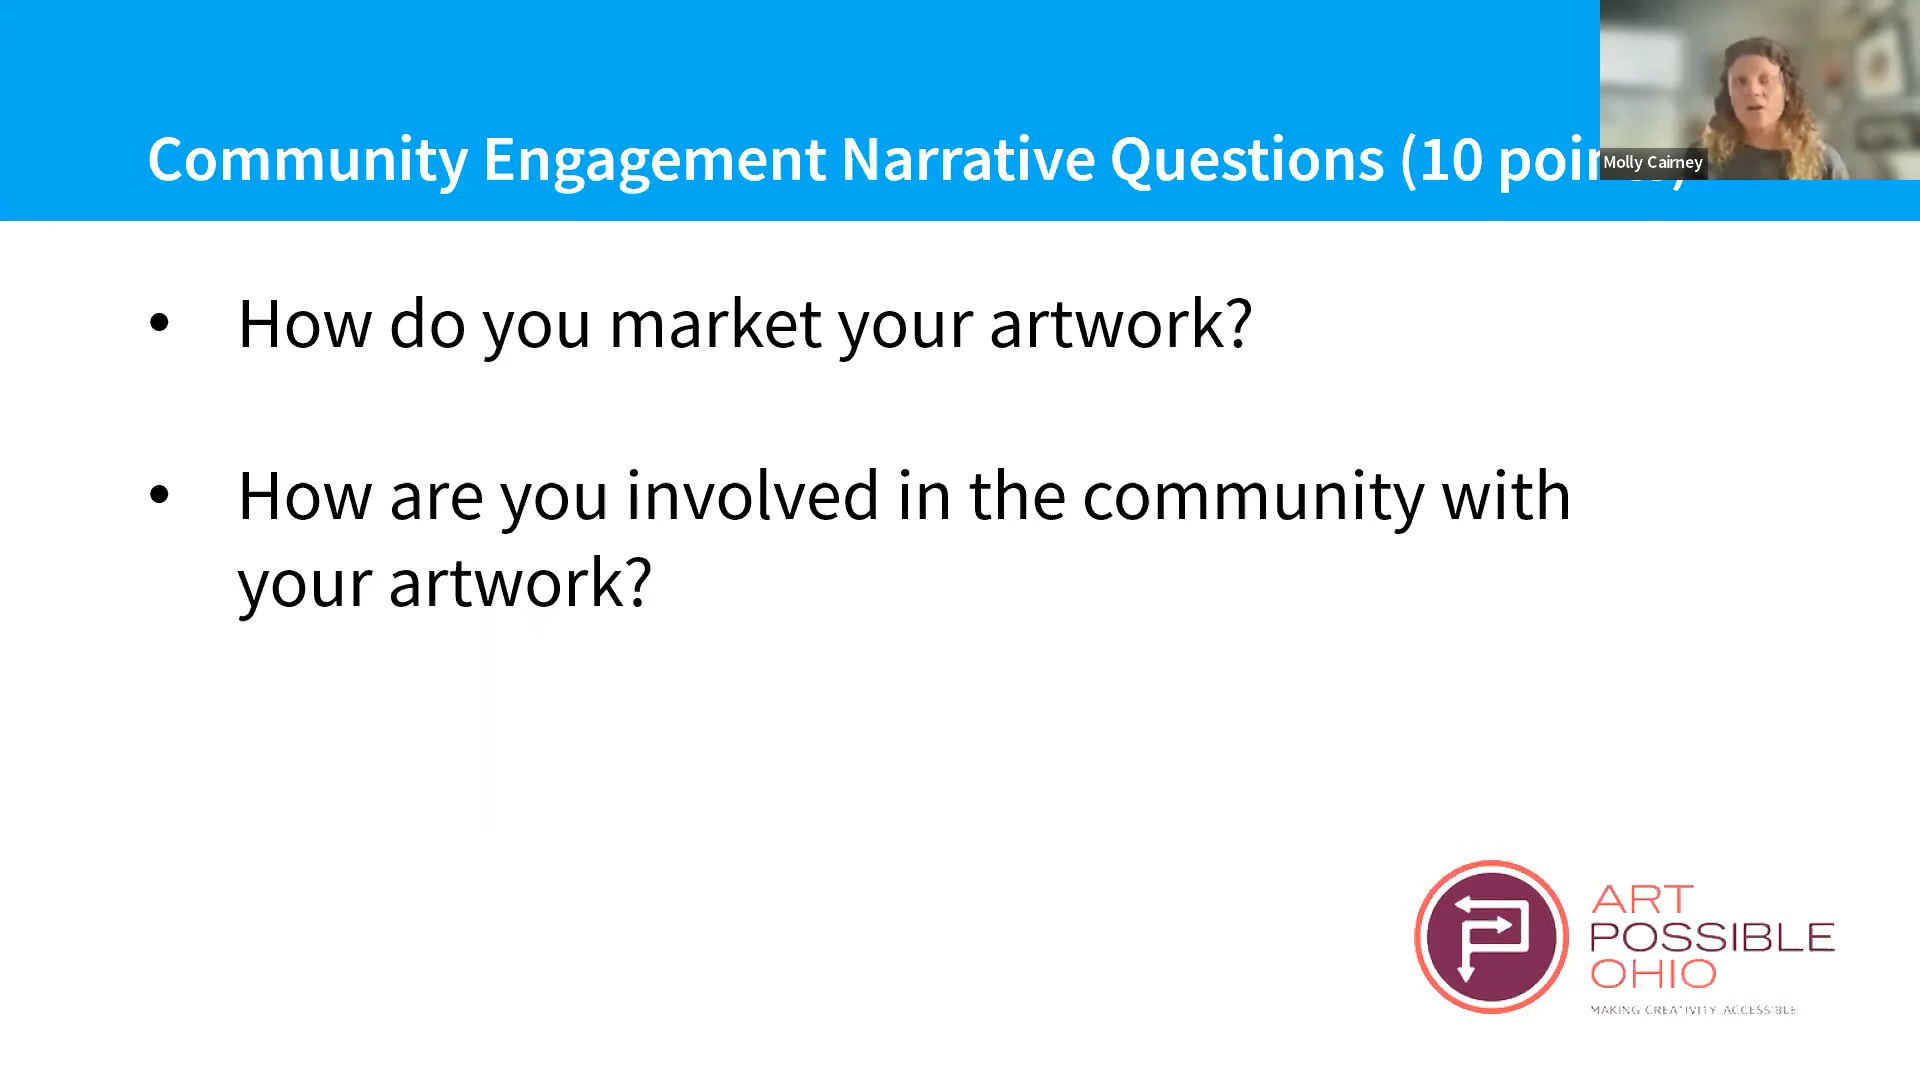 Community Engagement Narrative Questions (10
Molly Cairney
• How do you market your artwork?
• How are you involved in the community with
your artwork?
ART
POSSIBLE
OHIO
MAKING CREATIVITY ACCESSIBLE